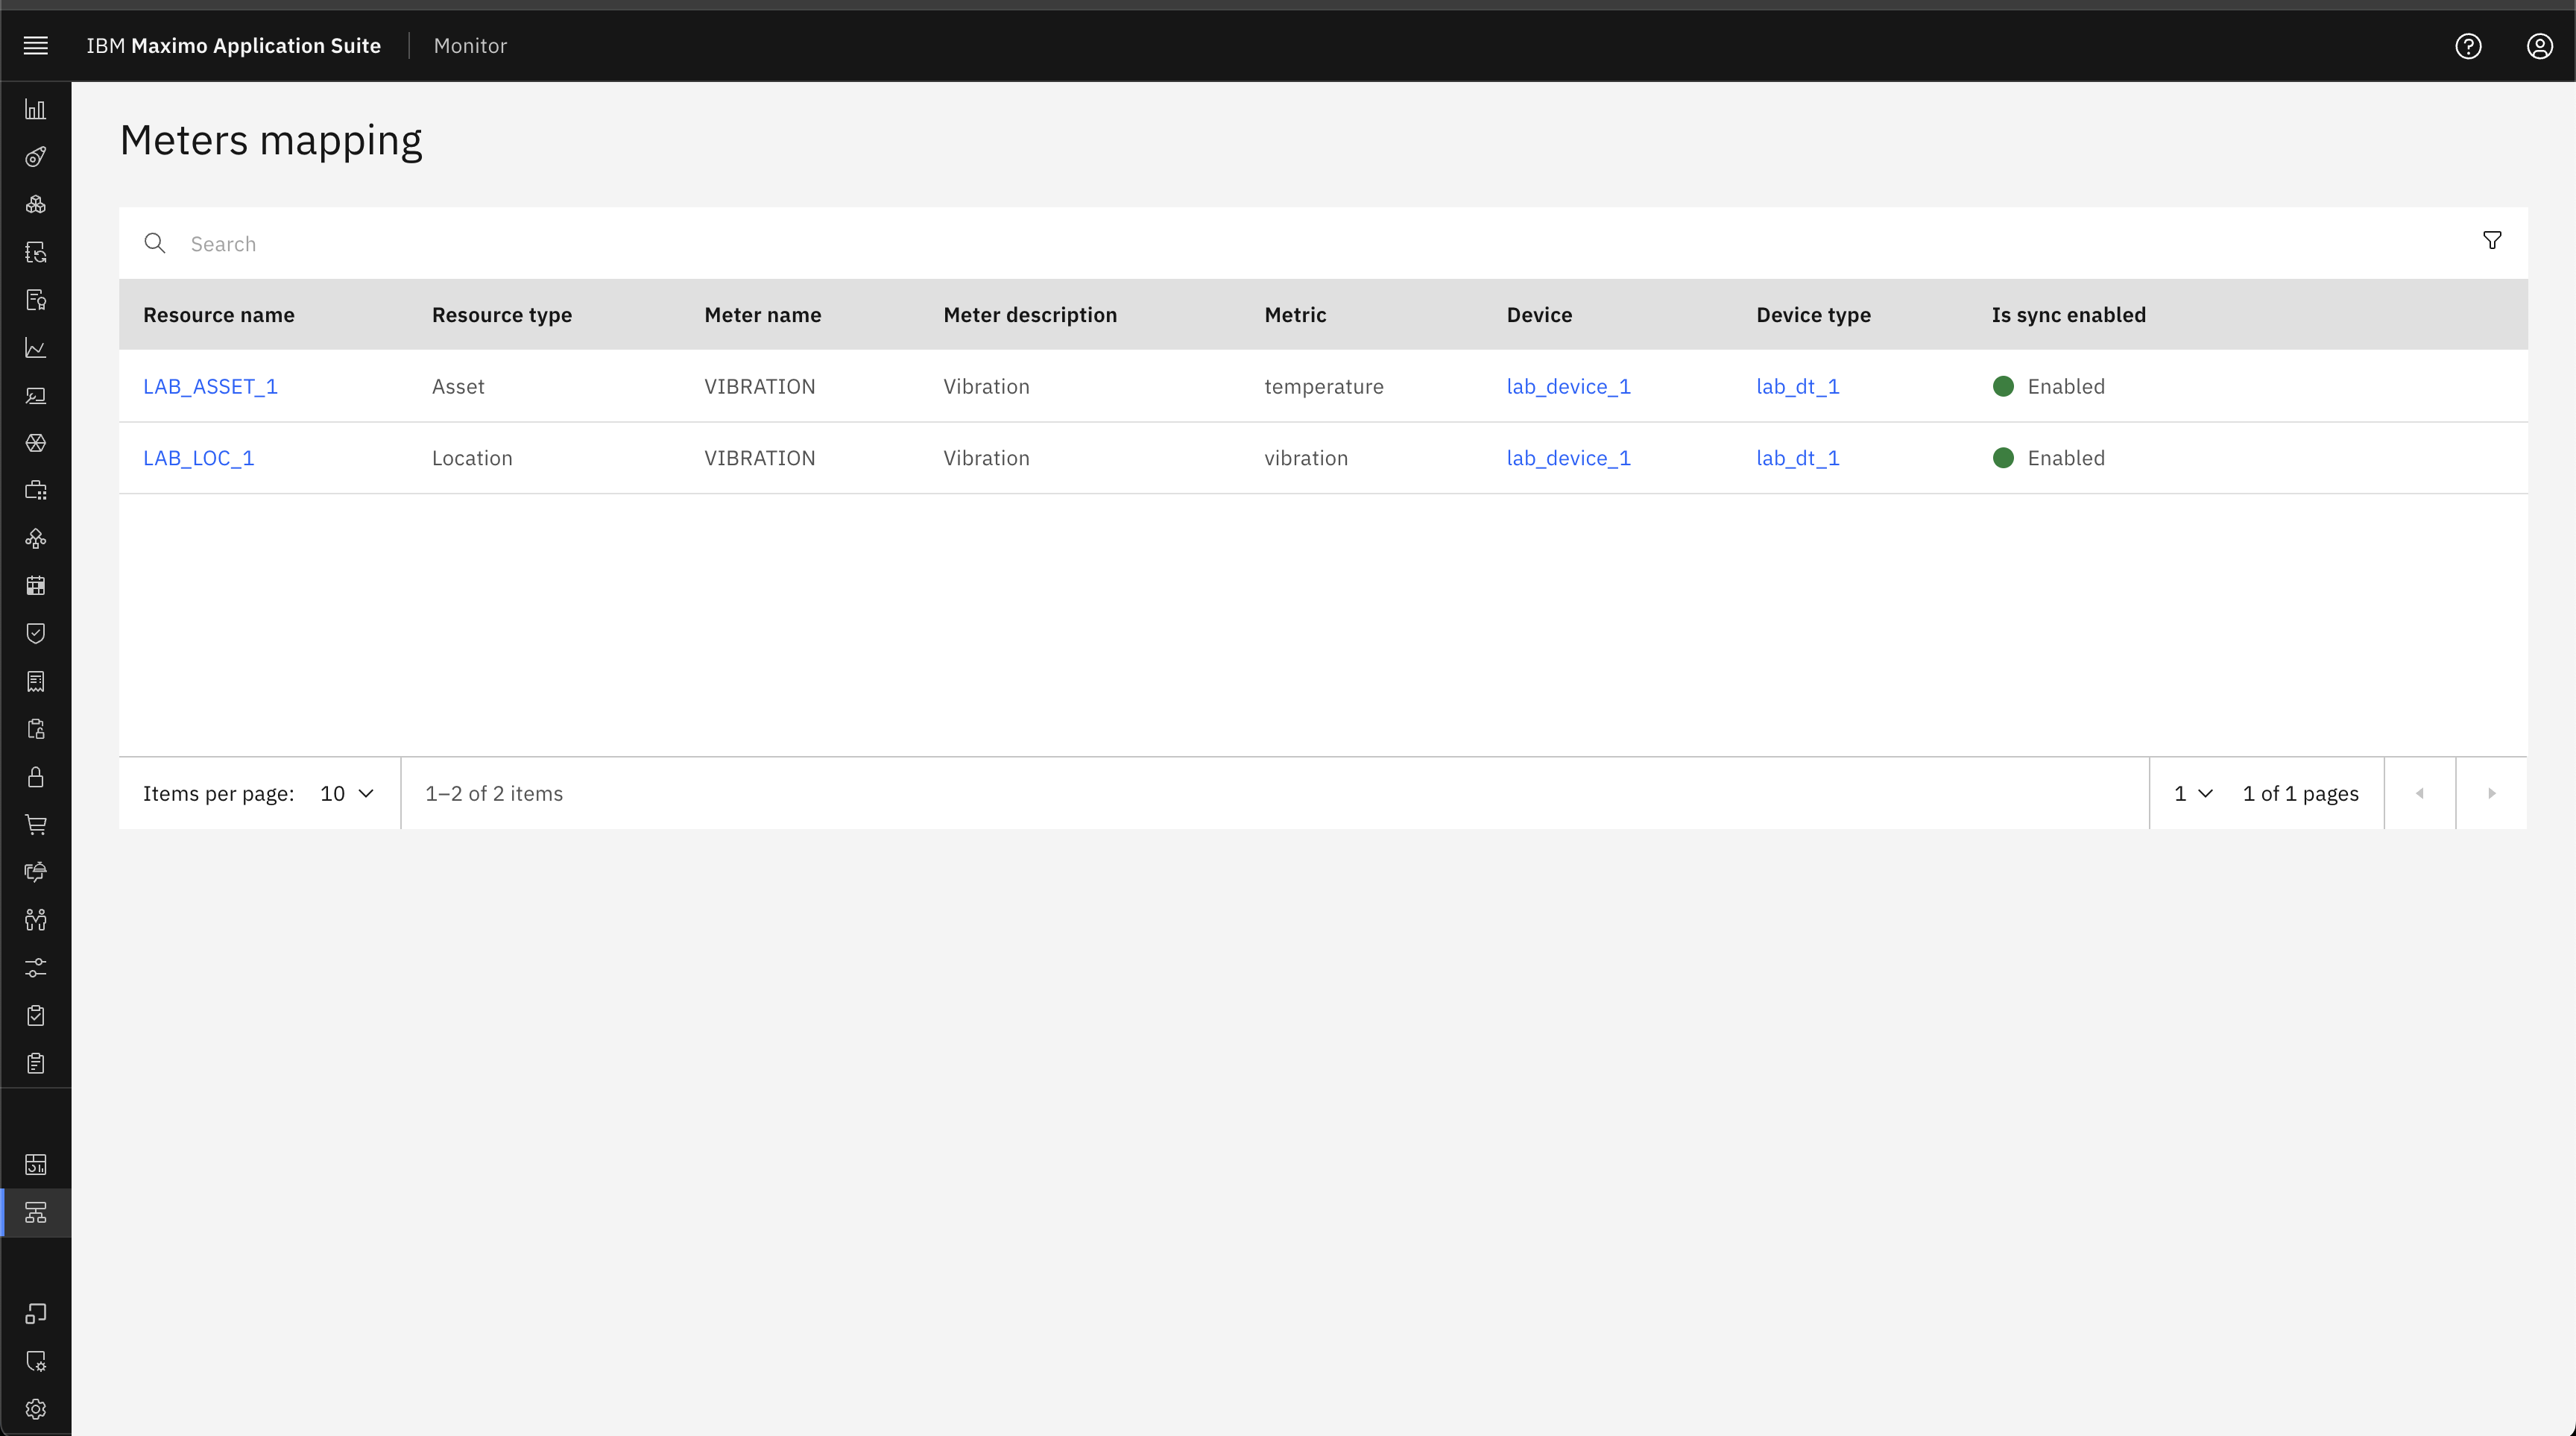 IBM Maximo Application Suite Monitor
Meters mapping
Search
Resource name Resource type Meter name Meter description Metric Device Device type Is sync enabled
LAB_ASSET_1 Asset VIBRATION Vibration temperature lab_device_1 lab_dt_1 Enabled
LAB_LOC_1 Location VIBRATION Vibration vibration lab_device_1 lab_dt_1 Enabled
Items per page: 10 1–2 of 2 items 1 1 of 1 pages